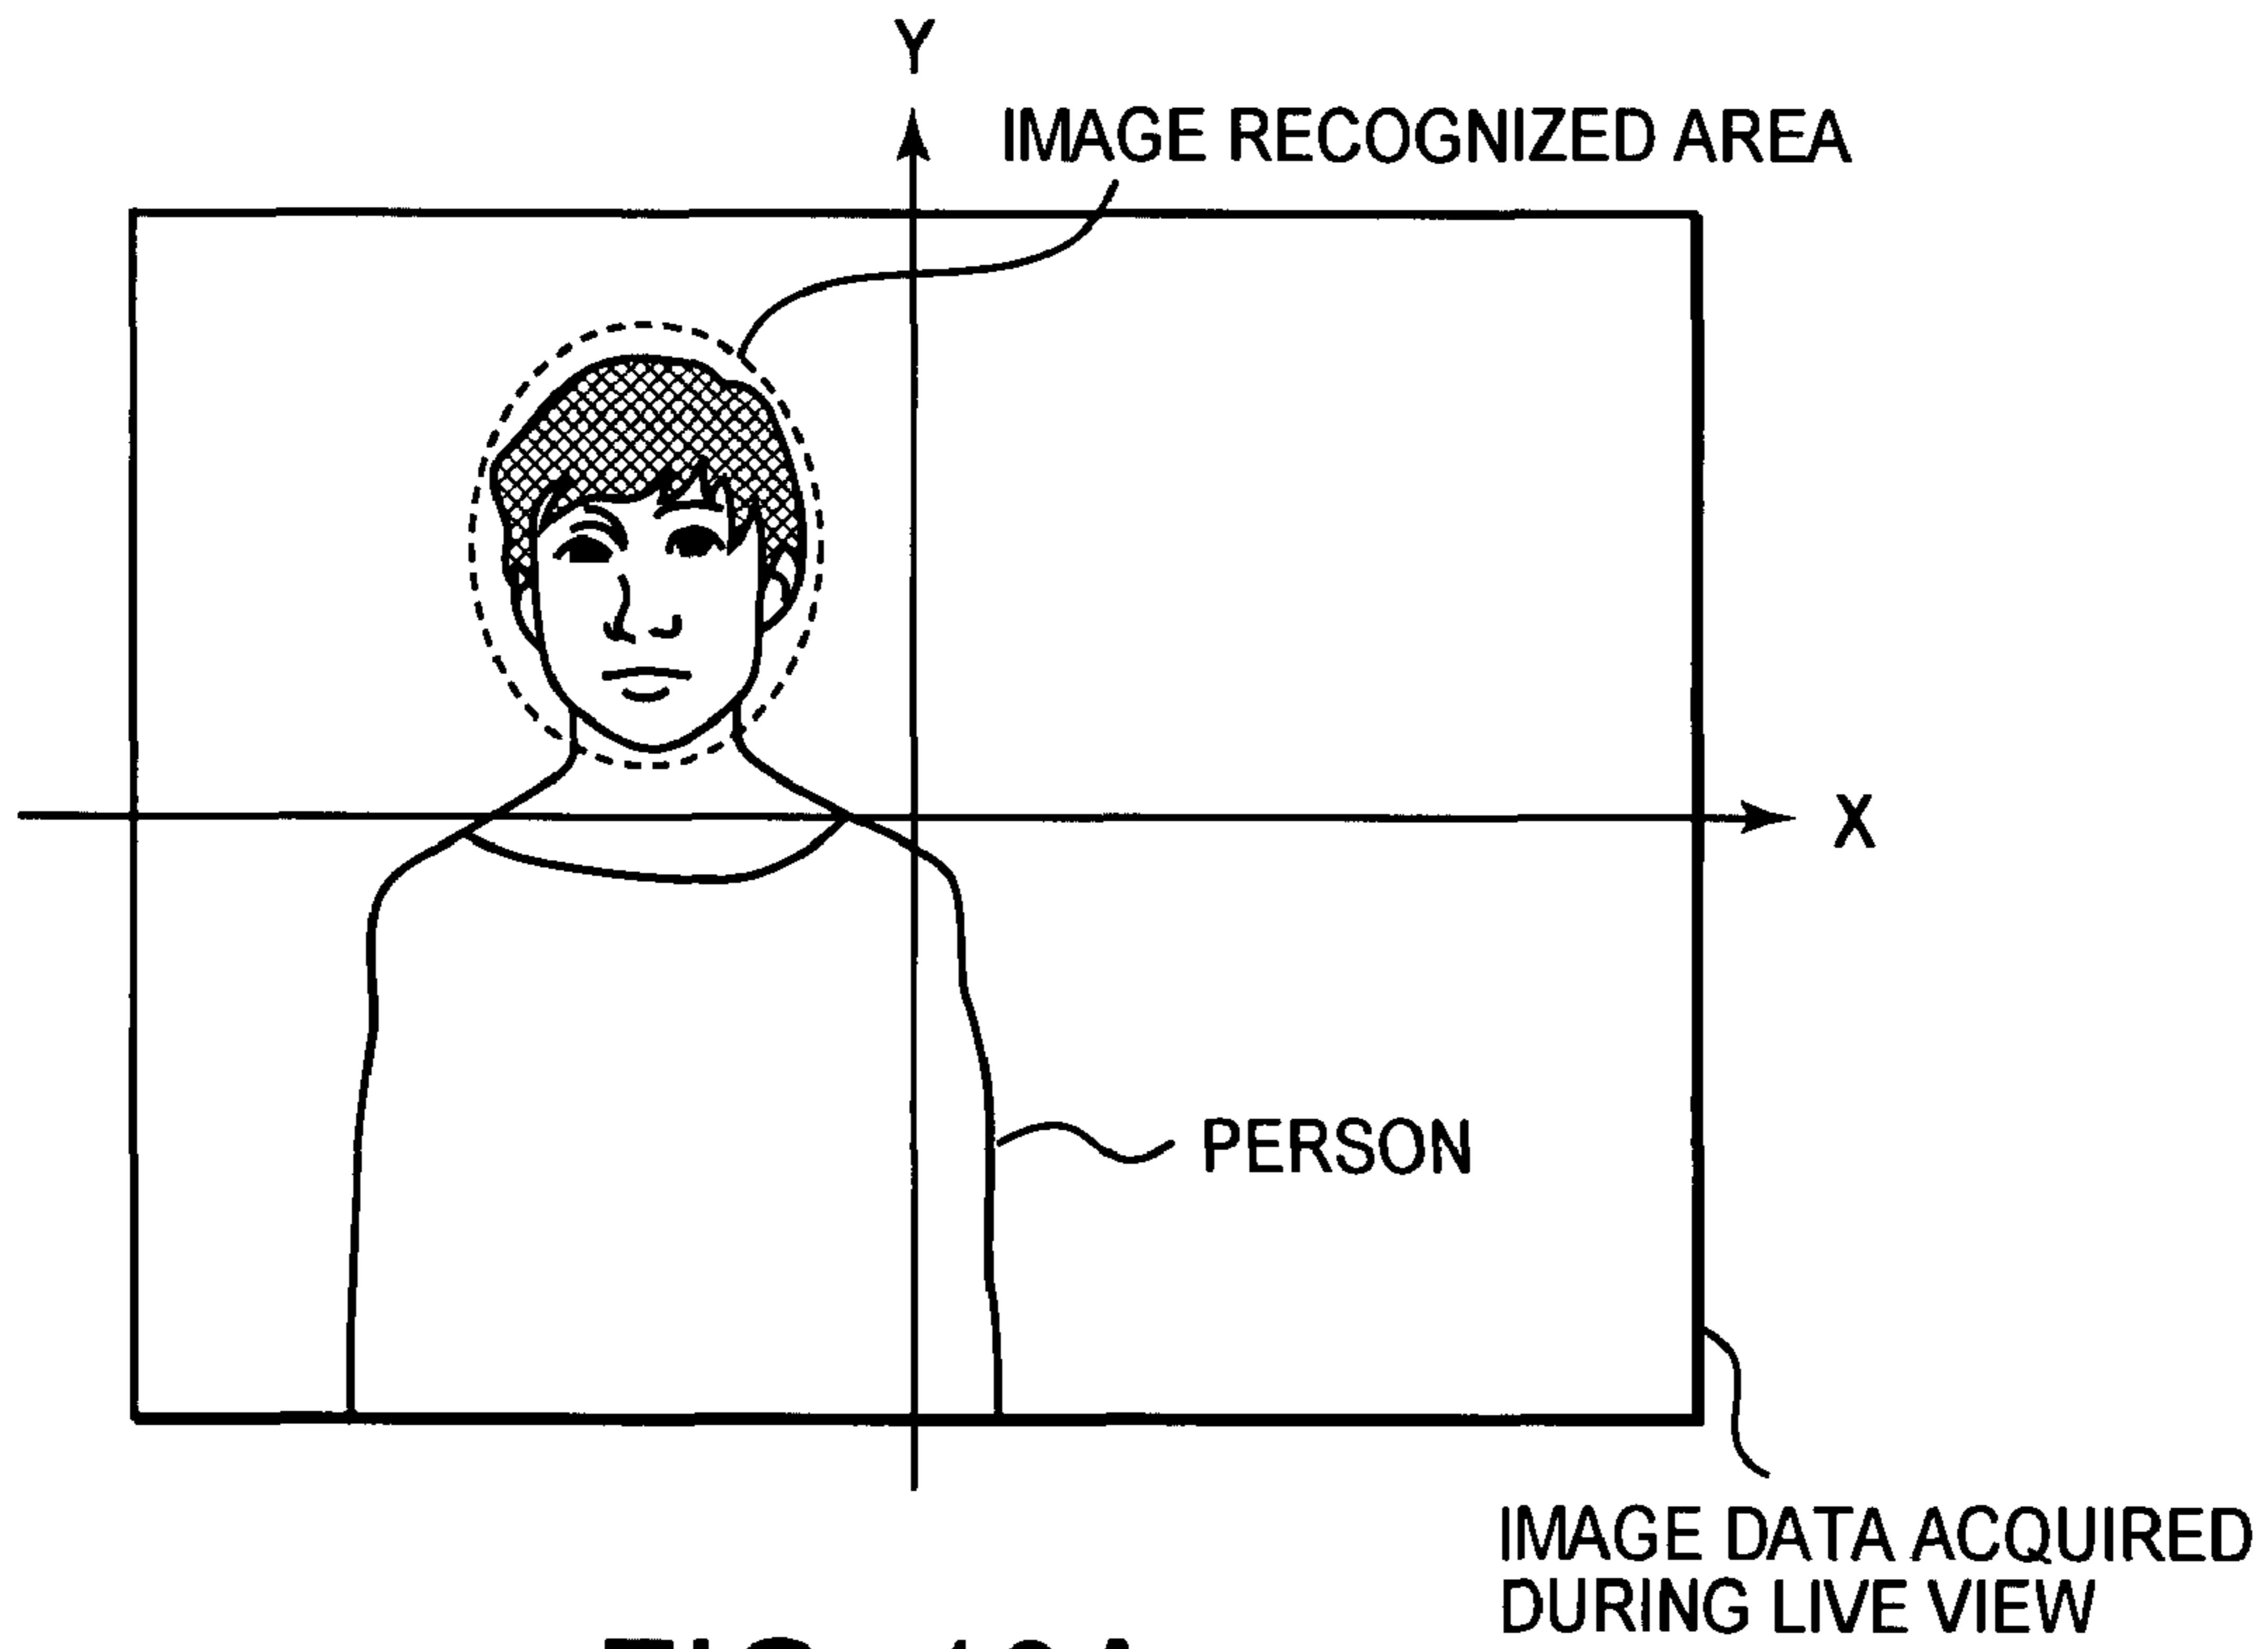 Y
IMAGE RECOGNIZED AREA
X
PERSON
IMAGE DATA ACQUIRED
DURING LIVE VIEW